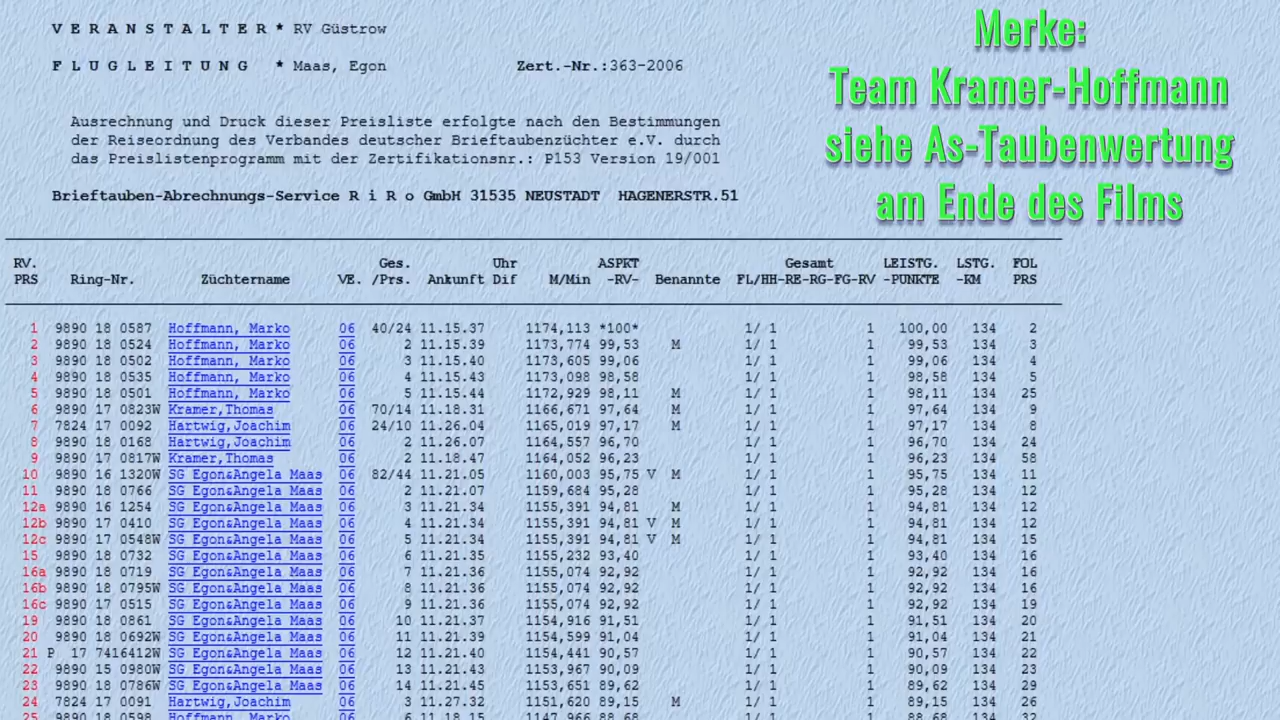 V E R A N S T A L T E R * RV Güstrow
F L U G L E I T U N G * Maas, Egon Zert.-Nr.:363-2006
Ausrechnung und Druck dieser Preisliste erfolgte nach den Bestimmungen
der Reiseordnung des Verbandes deutscher Brieftaubenzüchter e.V. durch
das Preislistenprogramm mit der Zertifikationsnr.: P153 Version 19/001
Brieftauben-Abrechnungs-Service R i R o GmbH 31535 NEUSTADT HAGENERSTR.51
Merke:
Team Kramer-Hoffmann
siehe As-Taubenwertung
am Ende des Films
RV. Ges. Uhr ASPKT Gesamt LEISTG. LSTG. FOL
PRS Ring-Nr. Züchtername VE. /Prs. Ankunft Dif M/Min -RV- Benannte FL/HH-RE-RG-FG-RV -PUNKTE -KM PRS
1 9890 18 0587 Hoffmann, Marko 06 40/24 11.15.37 1174,113 *100* 1/ 1 1 100,00 134 2
2 9890 18 0524 Hoffmann, Marko 06 2 11.15.39 1173,774 99,53 M 1/ 1 1 99,53 134 3
3 9890 18 0502 Hoffmann, Marko 06 3 11.15.40 1173,605 99,06 1/ 1 1 99,06 134 4
4 9890 18 0535 Hoffmann, Marko 06 4 11.15.43 1173,098 98,58 1/ 1 1 98,58 134 5
5 9890 18 0501 Hoffmann, Marko 06 5 11.15.44 1172,929 98,11 M 1/ 1 1 98,11 134 25
6 9890 17 0823W Kramer,Thomas 06 70/14 11.18.31 1166,671 97,64 M 1/ 1 1 97,64 134 9
7 7824 17 0092 Hartwig,Joachim 06 24/10 11.26.04 1165,019 97,17 M 1/ 1 1 97,17 134 8
8 9890 18 0168 Hartwig,Joachim 06 2 11.26.07 1164,557 96,70 1/ 1 1 96,70 134 24
9 9890 17 0817W Kramer,Thomas 06 2 11.18.47 1164,052 96,23 1/ 1 1 96,23 134 58
10 9890 16 1320W SG Egon&Angela Maas 06 82/44 11.21.05 1160,003 95,75 V M 1/ 1 1 95,75 134 11
11 9890 18 0766 SG Egon&Angela Maas 06 2 11.21.07 1159,684 95,28 1/ 1 1 95,28 134 12
12a 9890 16 1254 SG Egon&Angela Maas 06 3 11.21.34 1155,391 94,81 M 1/ 1 1 94,81 134 12
12b 9890 17 0410 SG Egon&Angela Maas 06 4 11.21.34 1155,391 94,81 V M 1/ 1 1 94,81 134 12
12c 9890 17 0548W SG Egon&Angela Maas 06 5 11.21.34 1155,391 94,81 V M 1/ 1 1 94,81 134 15
15 9890 18 0732 SG Egon&Angela Maas 06 6 11.21.35 1155,232 93,40 1/ 1 1 93,40 134 16
16a 9890 18 0719 SG Egon&Angela Maas 06 7 11.21.36 1155,074 92,92 1/ 1 1 92,92 134 16
16b 9890 18 0795W SG Egon&Angela Maas 06 8 11.21.36 1155,074 92,92 1/ 1 1 92,92 134 16
16c 9890 17 0515 SG Egon&Angela Maas 06 9 11.21.36 1155,074 92,92 1/ 1 1 92,92 134 19
19 9890 18 0861 SG Egon&Angela Maas 06 10 11.21.37 1154,916 91,51 1/ 1 1 91,51 134 20
20 9890 18 0692W SG Egon&Angela Maas 06 11 11.21.39 1154,599 91,04 1/ 1 1 91,04 134 21
21 P 17 7416412W SG Egon&Angela Maas 06 12 11.21.40 1154,441 90,57 1/ 1 1 90,57 134 22
22 9890 15 0980W SG Egon&Angela Maas 06 13 11.21.43 1153,967 90,09 1/ 1 1 90,09 134 23
23 9890 18 0786W SG Egon&Angela Maas 06 14 11.21.45 1153,651 89,62 1/ 1 1 89,62 134 29
24 7824 17 0091 Hartwig,Joachim 06 3 11.27.32 1151,620 89,15 M 1/ 1 1 89,15 134 26
25 9890 18 0598 Hoffmann, Marko 06 6 11.18.15 1147,966 88,68 1/ 1 1 88,68 134 32